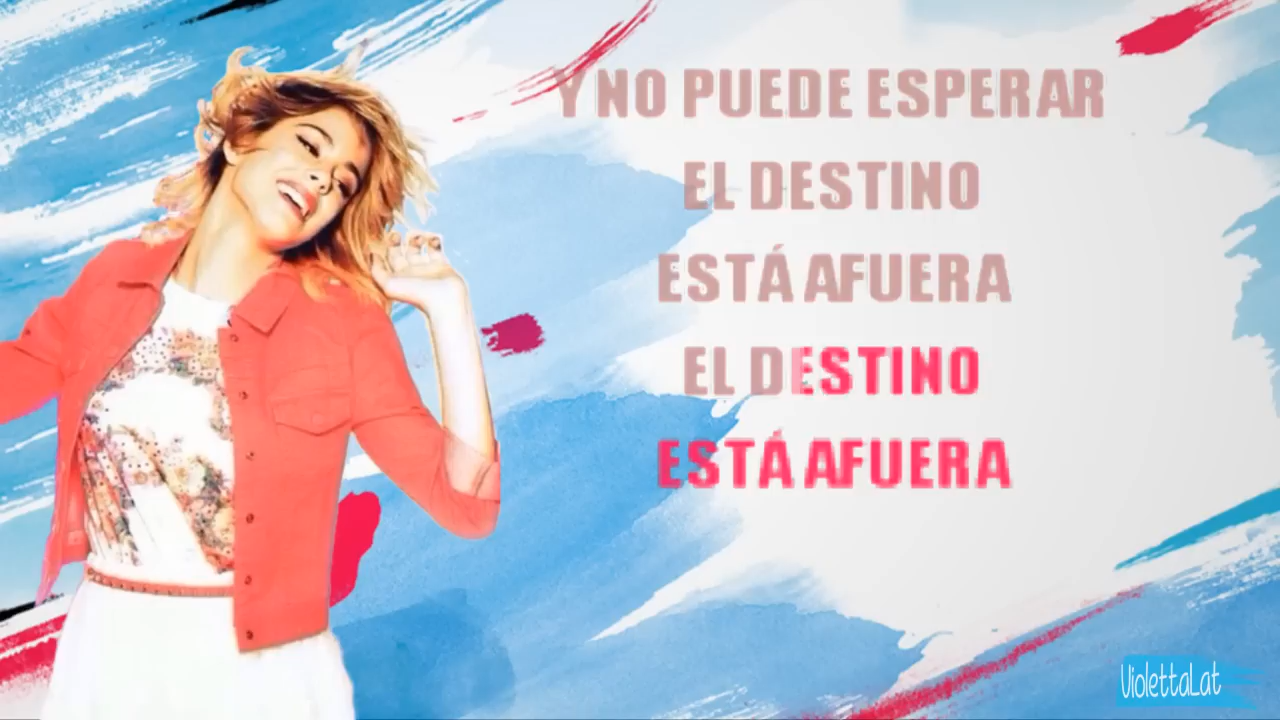 Y NO PUEDE ESPERAR
EL DESTINO
ESTÁ AFUERA
EL DESTINO
ESTÁ AFUERA
ViolettaLat